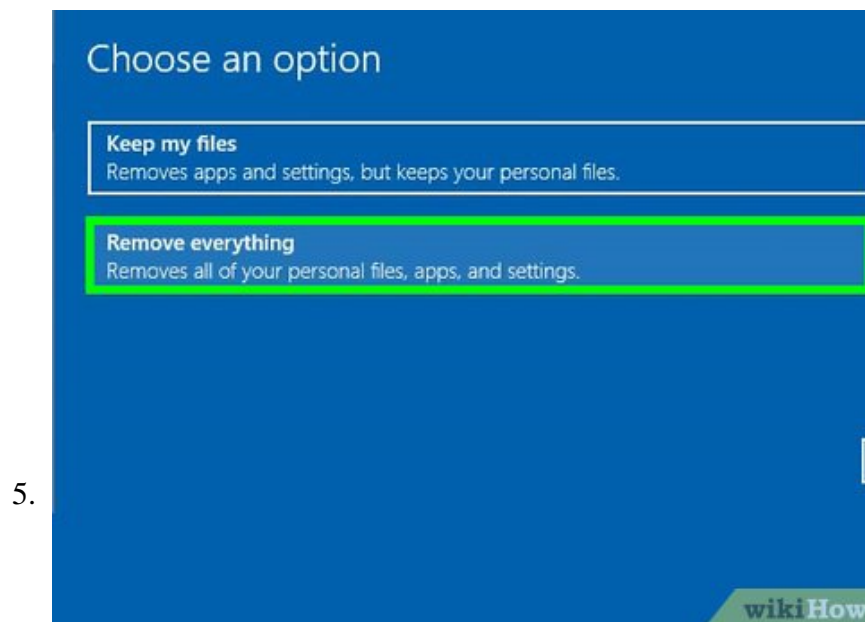 Choose an option
Keep my files
Removes apps and settings, but keeps your personal files.
Remove everything
Removes all of your personal files, apps, and settings.
5.
wikiHow